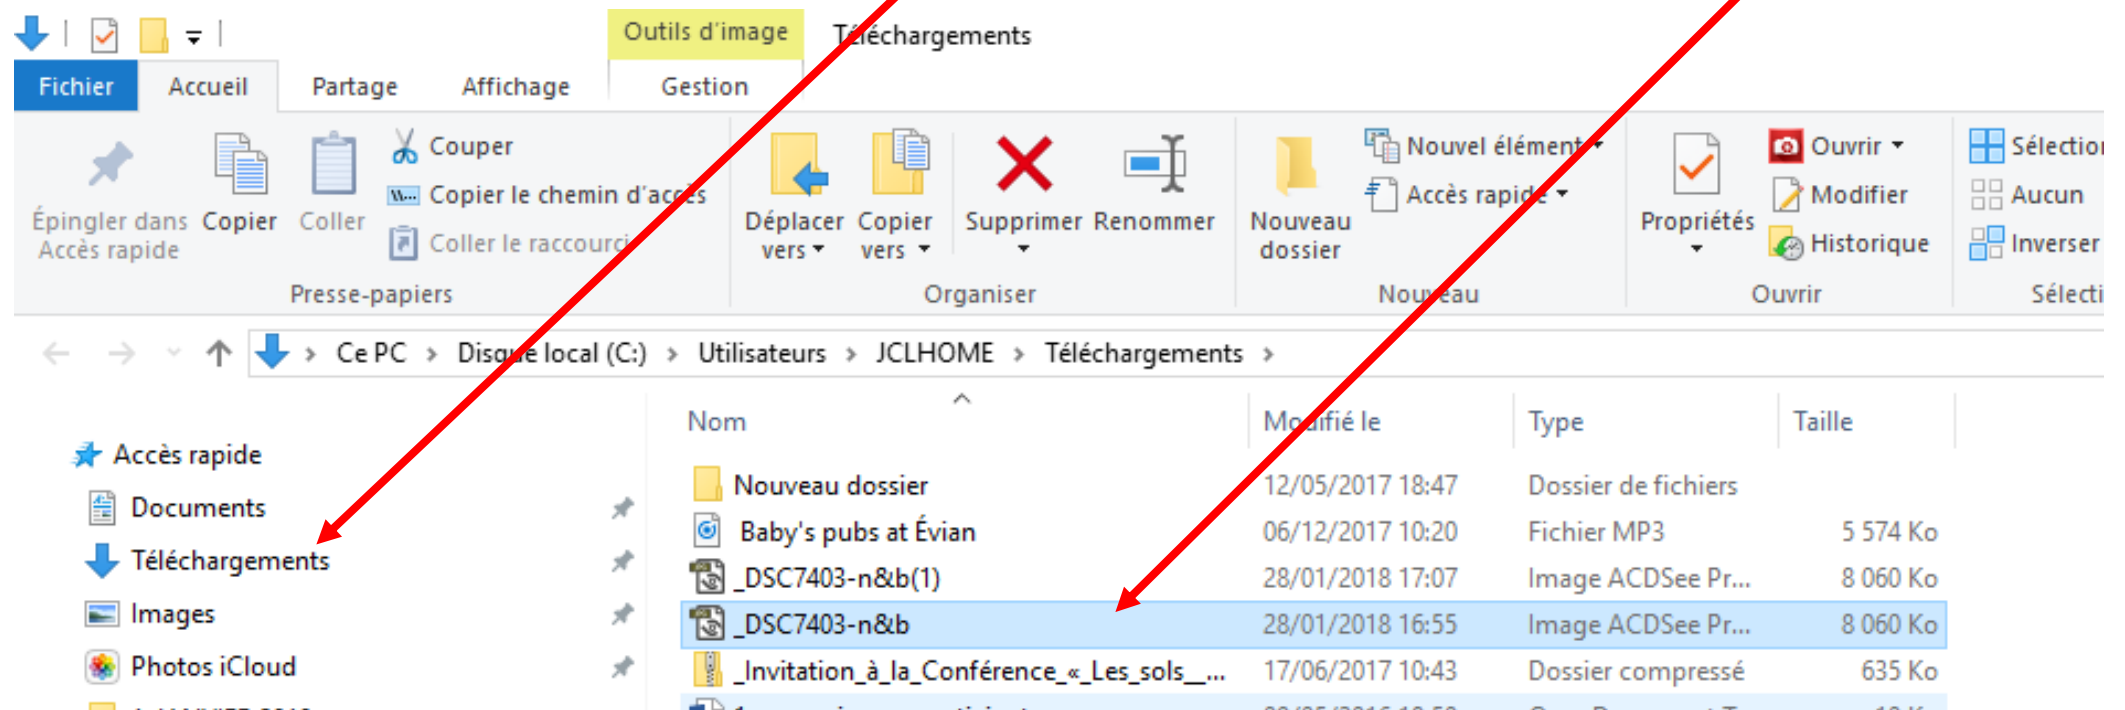 Outils d'image Téléchargements
Fichier Accueil Partage Affichage Gestion
Épingler dans Accès rapide
Copier
Coller
Couper
Copier le chemin d'accès
Coller le raccourci
Déplacer vers
Copier vers
Supprimer
Renommer
Nouveau dossier
Nouvel élément
Accès rapide
Propriétés
Ouvrir
Modifier
Historique
Aucun
Inverser
Presse-papiers Organiser Nouveau Ouvrir
Ce PC > Disque local (C:) > Utilisateurs > JCLHOME > Téléchargements >
Accès rapide
Documents
Téléchargements
Images
Photos iCloud
Nom Modifié le Type Taille
Nouveau dossier 12/05/2017 18:47 Dossier de fichiers
Baby's pubs at Évian 06/12/2017 10:20 Fichier MP3 5 574 Ko
_DSC7403-n&b(1) 28/01/2018 17:07 Image ACDSee Pr... 8 060 Ko
_DSC7403-n&b 28/01/2018 16:55 Image ACDSee Pr... 8 060 Ko
_Invitation_à_la_Conférence_«_Les_sols__... 17/06/2017 10:43 Dossier compressé 635 Ko